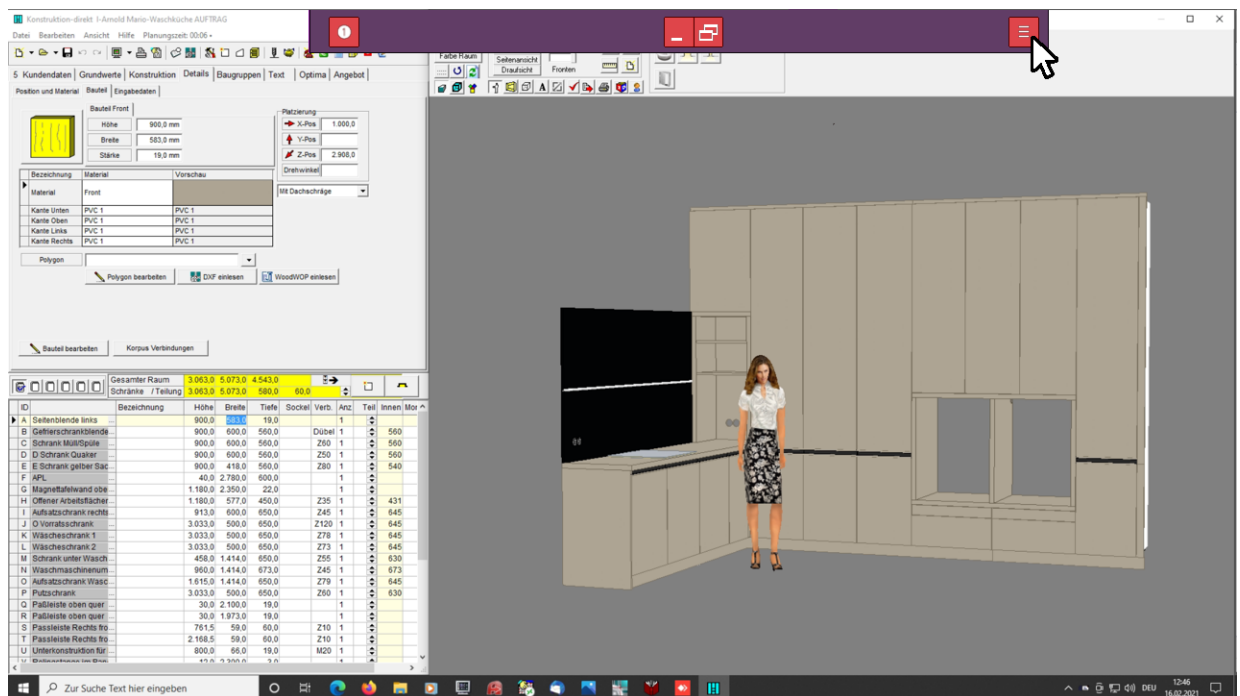 Konstruktion-direkt I-Arnold Mario-Waschküche AUFTRAG
Datei Bearbeiten Ansicht Hilfe Planungszeit: 00:06
Farbe Raum
Seitenansicht
Draufsicht
Fronten
5 Kundendaten Grundwerte Konstruktion Details Baugruppen Text Optima Angebot
Position und Material Bauteil Eingabedaten
Bauteil Front
Höhe 900,0 mm
Breite 583,0 mm
Stärke 19,0 mm
Platzierung
X-Pos 1.000,0
Y-Pos
Z-Pos 2.908,0
Drehwinkel
Mit Dachschräge
Bezeichnung Material Vorschau
Material Front
Kante Unten PVC 1 PVC 1
Kante Oben PVC 1 PVC 1
Kante Links PVC 1 PVC 1
Kante Rechts PVC 1 PVC 1
Polygon
Polygon bearbeiten DXF einlesen WoodWOP einlesen
Bauteil bearbeiten Korpus Verbindungen
Gesamter Raum 3.063,0 5.073,0 4.543,0
Schränke / Teilung 3.063,0 5.073,0 580,0 60,0
ID Bezeichnung Höhe Breite Tiefe Sockel Verb. Anz Teil Innen Mor
A Seitenblende links ... 900,0 583,0 19,0 1
B Gefrierschrankblende... 900,0 600,0 560,0 Dübel 1 560
C Schrank Müll/Spüle ... 900,0 600,0 560,0 Z60 1 560
D D Schrank Quaker ... 900,0 600,0 560,0 Z50 1 560
E E Schrank gelber Sac... 900,0 418,0 560,0 Z80 1 540
F APL ... 40,0 2.780,0 600,0 1
G Magnettafelwand obe... 1.180,0 2.350,0 22,0 1
H Offener Arbeitsflächer... 1.180,0 577,0 450,0 Z35 1 431
I Aufsatzschrank rechts... 913,0 600,0 650,0 Z45 1 645
J O Vorratsschrank ... 3.033,0 500,0 650,0 Z120 1 645
K Wäscheschrank 1 ... 3.033,0 500,0 650,0 Z78 1 645
L Wäscheschrank 2 ... 3.033,0 500,0 650,0 Z73 1 645
M Schrank unter Wasch... 458,0 1.414,0 650,0 Z55 1 630
N Waschmaschinenum... 960,0 1.414,0 673,0 Z45 1 673
O Aufsatzschrank Wasc... 1.615,0 1.414,0 650,0 Z79 1 645
P Putzschrank ... 3.033,0 500,0 650,0 Z60 1 630
Q Paßleiste oben quer ... 30,0 2.100,0 19,0 1
R Paßleiste oben quer ... 30,0 1.973,0 19,0 1
S Passleiste Rechts fro... 761,5 59,0 60,0 Z10 1
T Passleiste Rechts fro... 2.168,5 59,0 60,0 Z10 1
U Unterkonstruktion für ... 800,0 66,0 19,0 M20 1
Zur Suche Text hier eingeben
DEU
12:46
16.02.2021